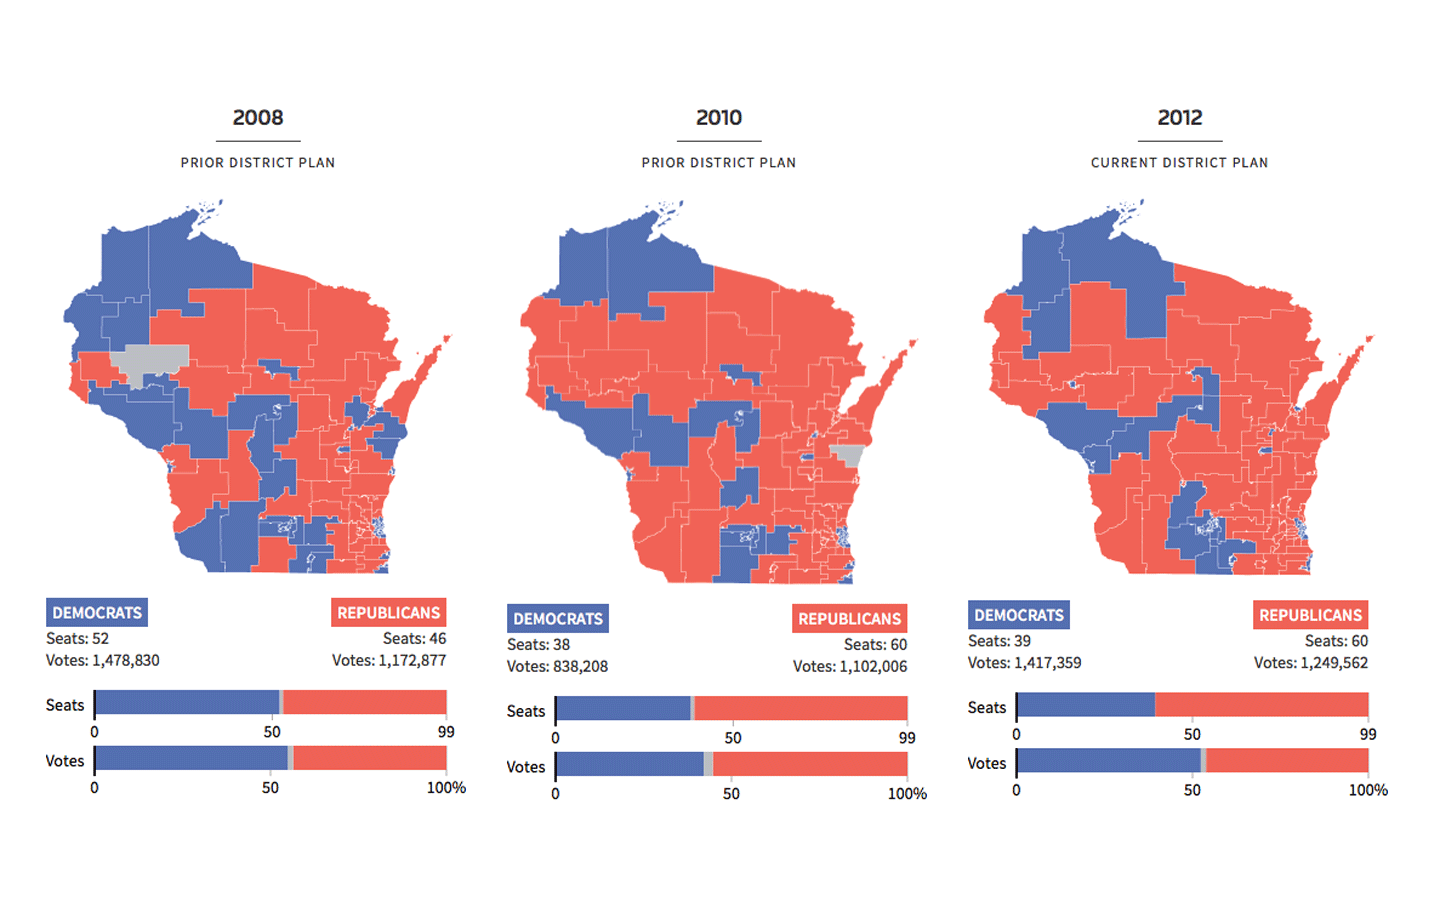 2008
PRIOR DISTRICT PLAN
DEMOCRATS
REPUBLICANS
Seats: 52
Seats: 46
Votes: 1,478,830
Votes: 1,172,877
Seats
0
50
99
Votes
0
50
100%
2010
PRIOR DISTRICT PLAN
DEMOCRATS
REPUBLICANS
Seats: 38
Seats: 60
Votes: 838,208
Votes: 1,102,006
Seats
0
50
99
Votes
0
50
100%
2012
CURRENT DISTRICT PLAN
DEMOCRATS
REPUBLICANS
Seats: 39
Seats: 60
Votes: 1,417,359
Votes: 1,249,562
Seats
0
50
99
Votes
0
50
100%